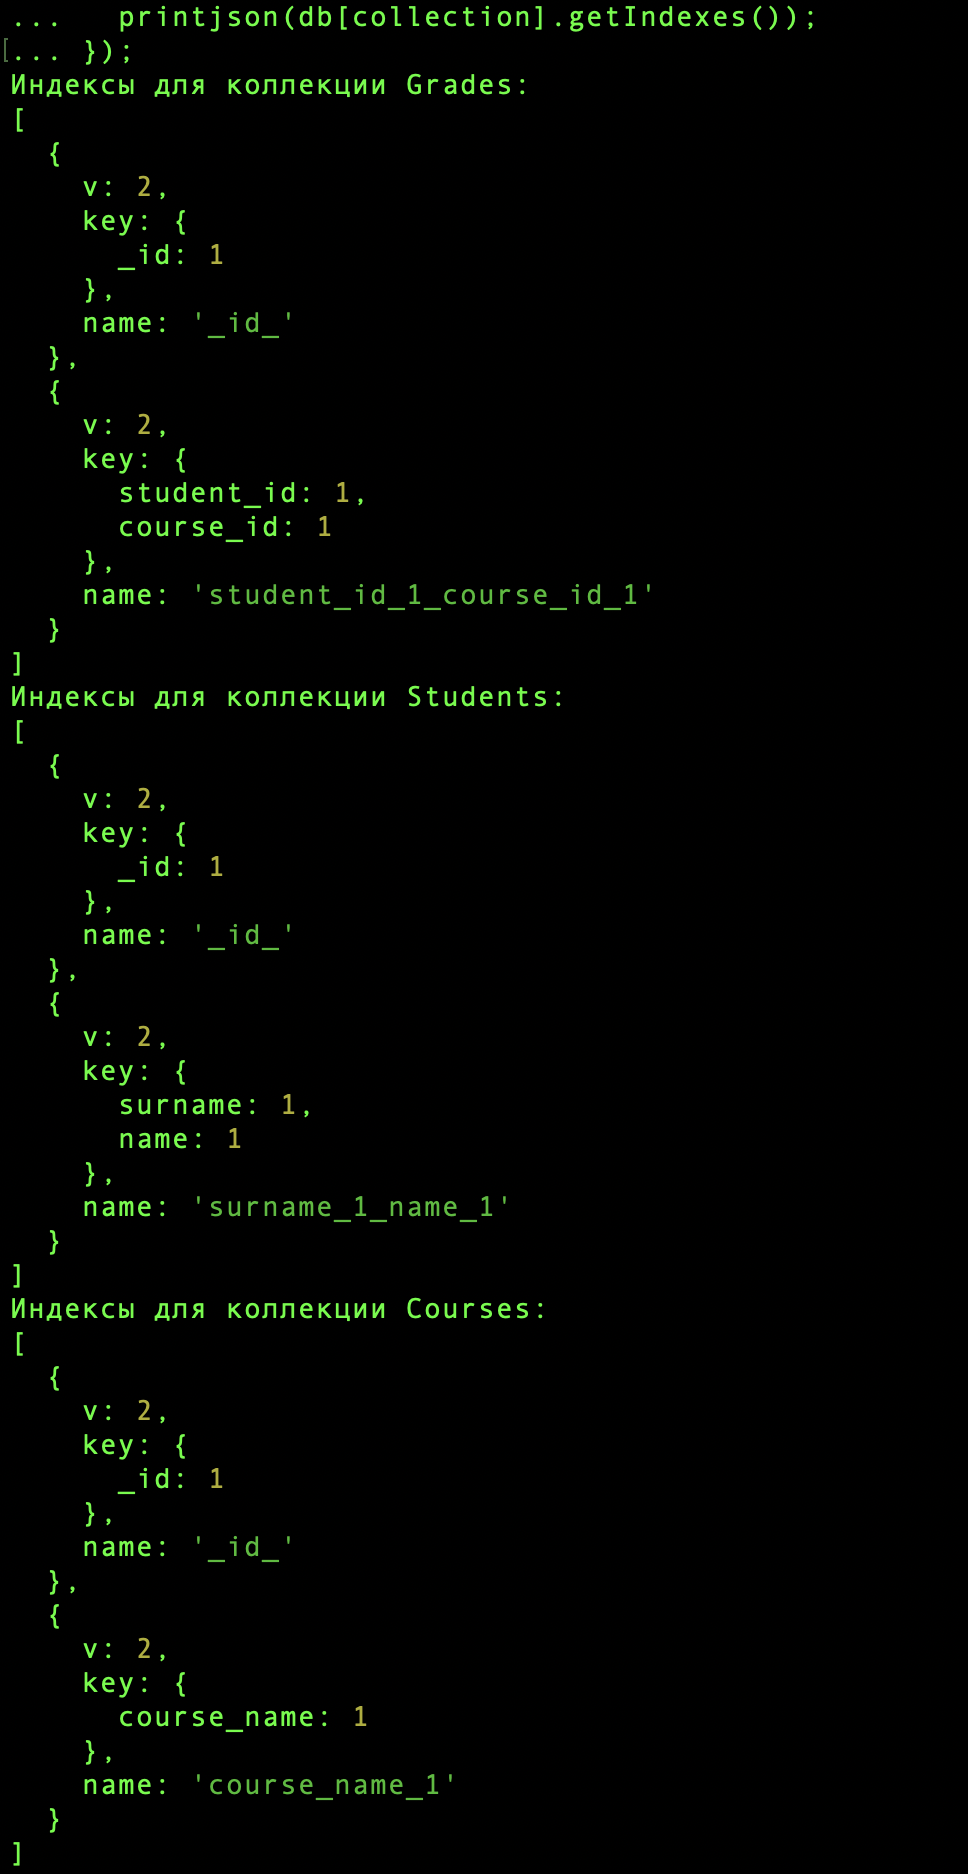 ...   printjson(db[collection].getIndexes());
[... });
Индексы для коллекции Grades:
[
  {
    v: 2,
    key: {
      _id: 1
    },
    name: '_id_'
  },
  {
    v: 2,
    key: {
      student_id: 1,
      course_id: 1
    },
    name: 'student_id_1_course_id_1'
  }
]
Индексы для коллекции Students:
[
  {
    v: 2,
    key: {
      _id: 1
    },
    name: '_id_'
  },
  {
    v: 2,
    key: {
      surname: 1,
      name: 1
    },
    name: 'surname_1_name_1'
  }
]
Индексы для коллекции Courses:
[
  {
    v: 2,
    key: {
      _id: 1
    },
    name: '_id_'
  },
  {
    v: 2,
    key: {
      course_name: 1
    },
    name: 'course_name_1'
  }
]